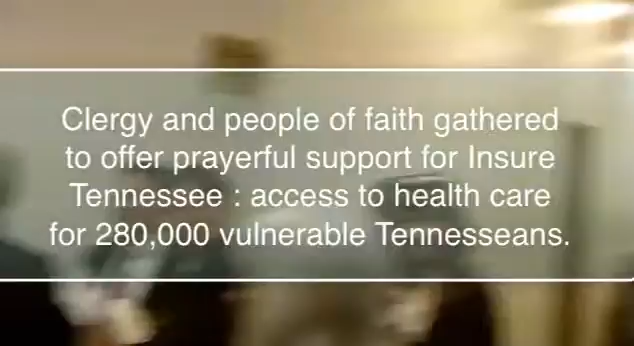 Clergy and people of faith gathered
to offer prayerful support for Insure
Tennessee : access to health care
for 280,000 vulnerable Tennesseans.